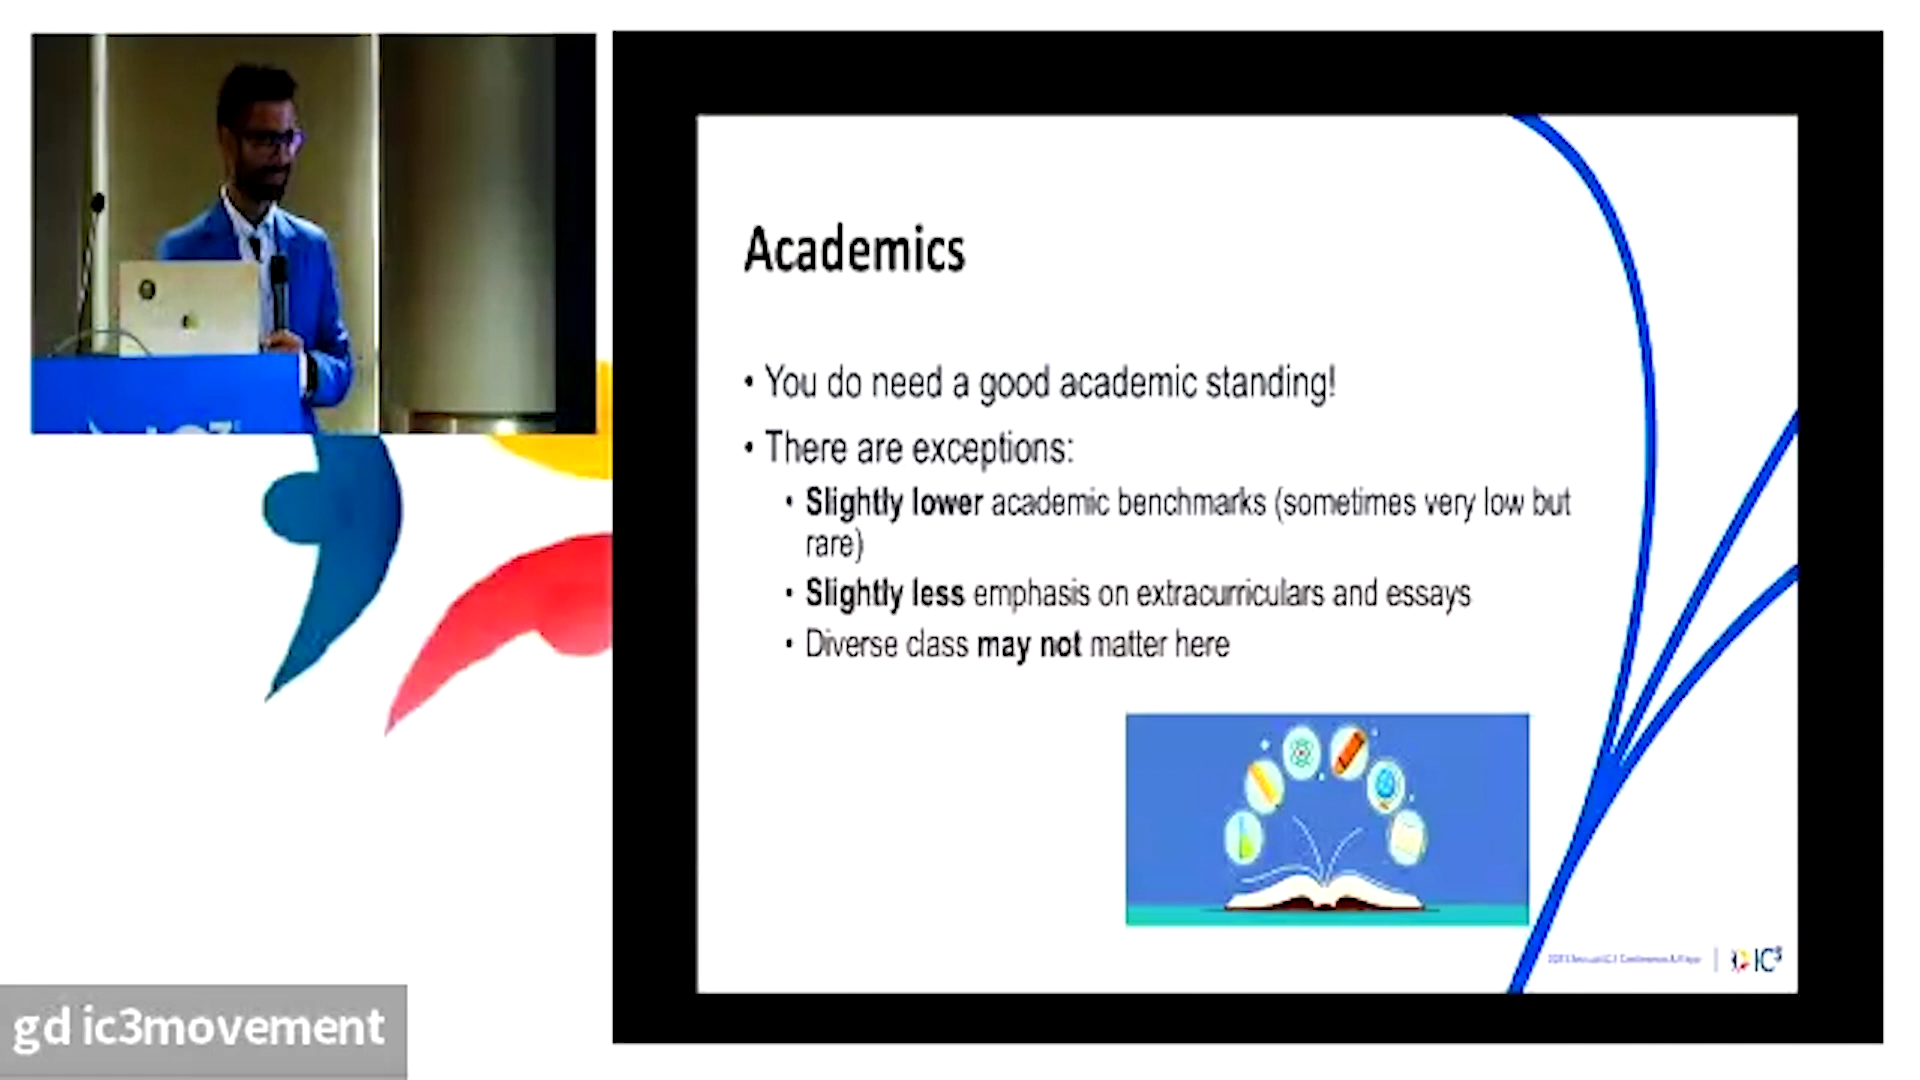 Academics
• You do need a good academic standing!
• There are exceptions:
• Slightly lower academic benchmarks (sometimes very low but
rare)
• Slightly less emphasis on extracurriculars and essays
• Diverse class may not matter here
IC³
gd ic3movement